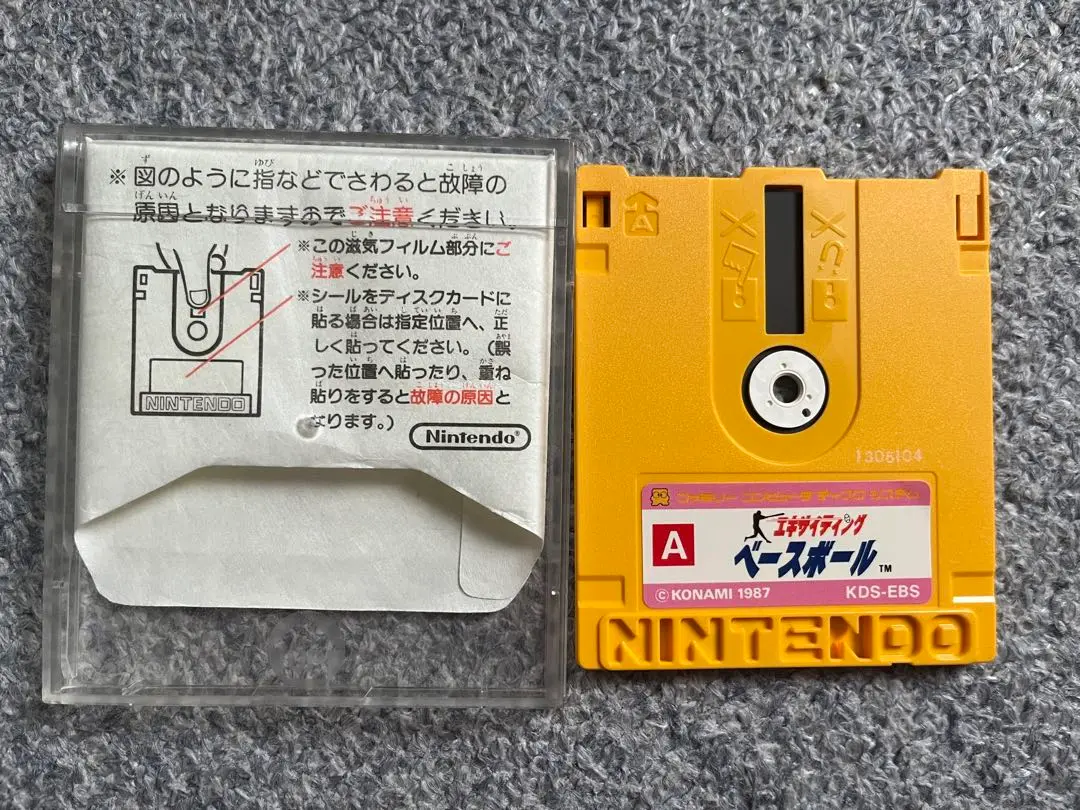 ※図のように指などでさわると故障の
原因となりますのでご注意ください。
※この磁気フィルム部分にご
注意ください。
※シールをディスクカードに
貼る場合は指定位置へ、正
しく貼ってください。（誤
った位置へ貼ったり、重ね
貼りをすると故障の原因と
なります。）
NINTENDO
Nintendo®
A
1306104
ファミリー コンピュータ ディスク システム
A
エキサイティング
ベースボール™
©KONAMI 1987 KDS-EBS
NINTENDO